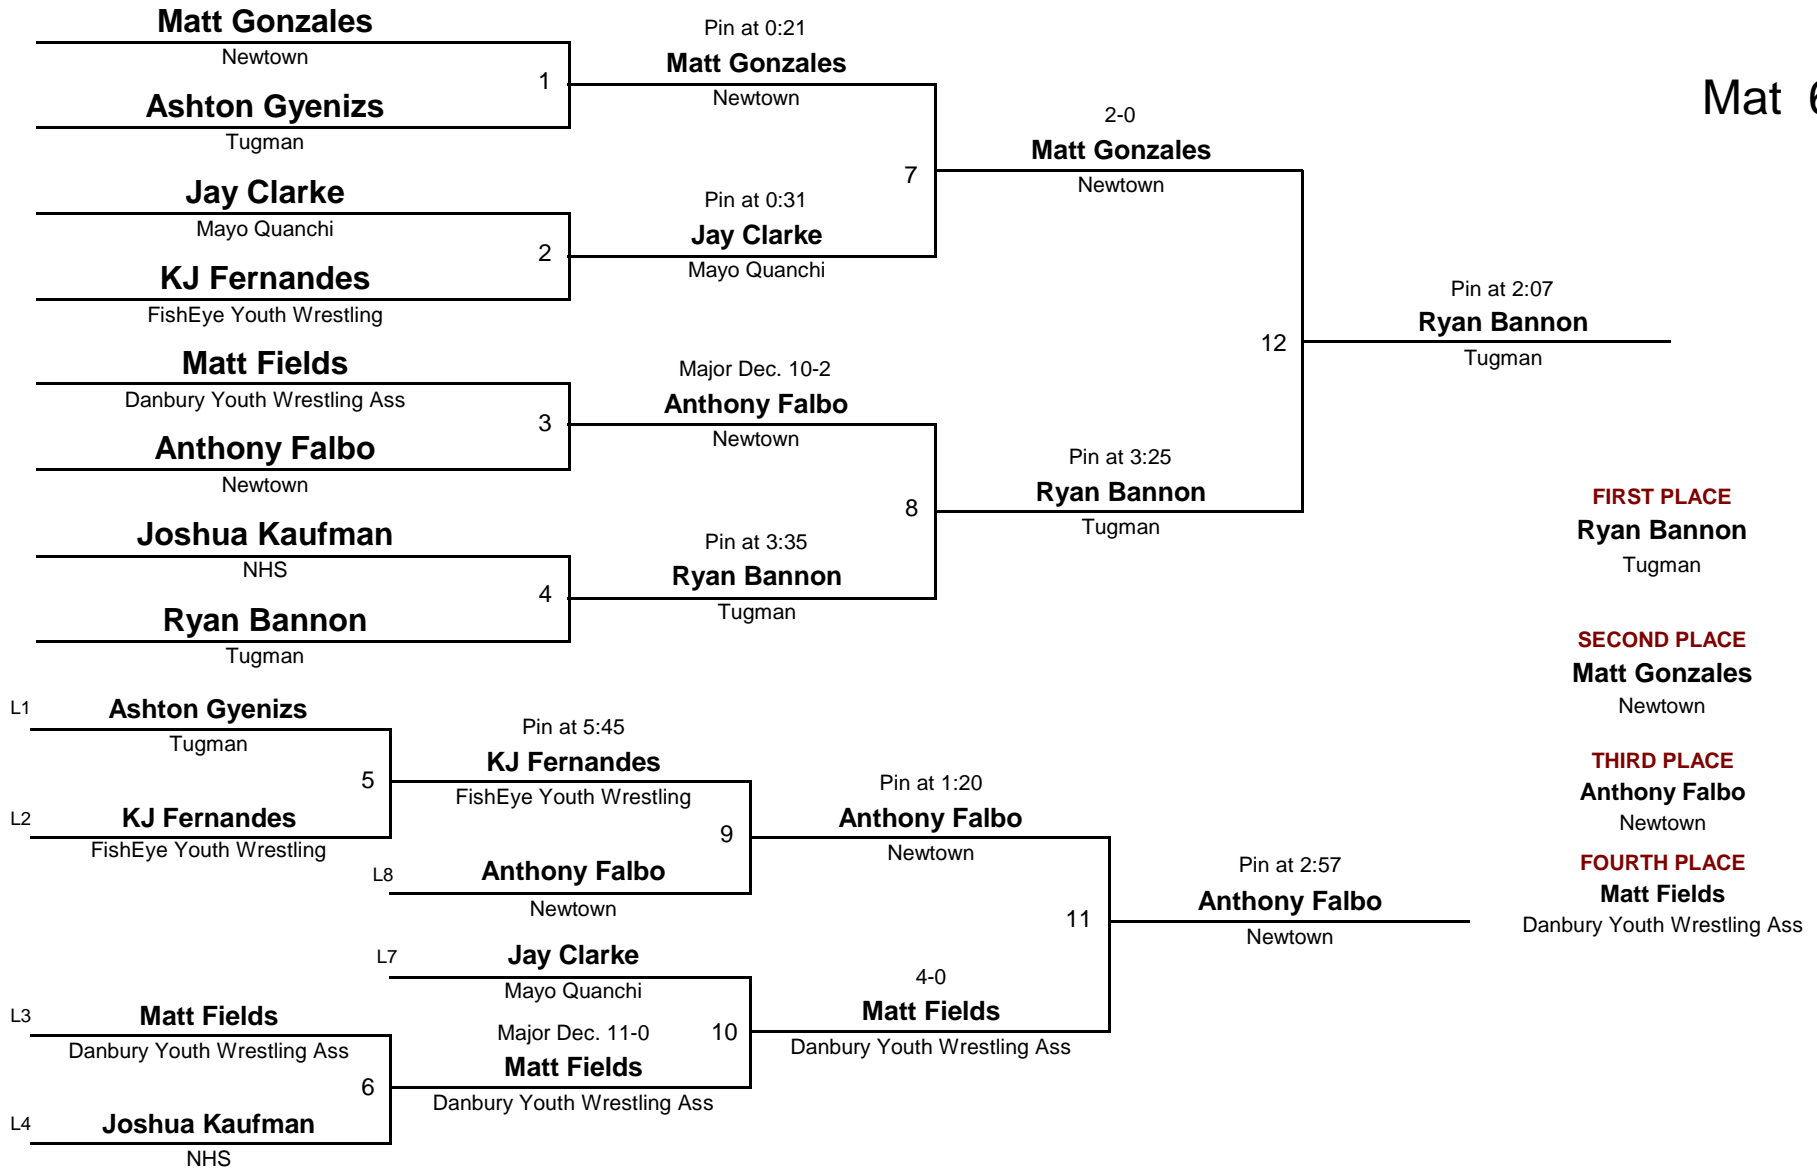 Matt Gonzales
Newtown
1
Ashton Gyenizs
Tugman
Jay Clarke
Mayo Quanchi
2
KJ Fernandes
FishEye Youth Wrestling
Matt Fields
Danbury Youth Wrestling Ass
3
Anthony Falbo
Newtown
Joshua Kaufman
NHS
4
Ryan Bannon
Tugman
Pin at 0:21
Matt Gonzales
Newtown
7
Pin at 0:31
Jay Clarke
Mayo Quanchi
Major Dec. 10-2
Anthony Falbo
Newtown
8
Pin at 3:35
Ryan Bannon
Tugman
2-0
Matt Gonzales
Newtown
12
Pin at 3:25
Ryan Bannon
Tugman
Pin at 2:07
Ryan Bannon
Tugman
Mat 6
FIRST PLACE
Ryan Bannon
Tugman
SECOND PLACE
Matt Gonzales
Newtown
THIRD PLACE
Anthony Falbo
Newtown
FOURTH PLACE
Matt Fields
Danbury Youth Wrestling Ass
L1
Ashton Gyenizs
Tugman
5
L2
KJ Fernandes
FishEye Youth Wrestling
Pin at 5:45
KJ Fernandes
FishEye Youth Wrestling
9
L8
Anthony Falbo
Newtown
L7
Jay Clarke
Mayo Quanchi
10
L3
Matt Fields
Danbury Youth Wrestling Ass
6
L4
Joshua Kaufman
NHS
Major Dec. 11-0
Matt Fields
Danbury Youth Wrestling Ass
Pin at 1:20
Anthony Falbo
Newtown
11
4-0
Matt Fields
Danbury Youth Wrestling Ass
Pin at 2:57
Anthony Falbo
Newtown